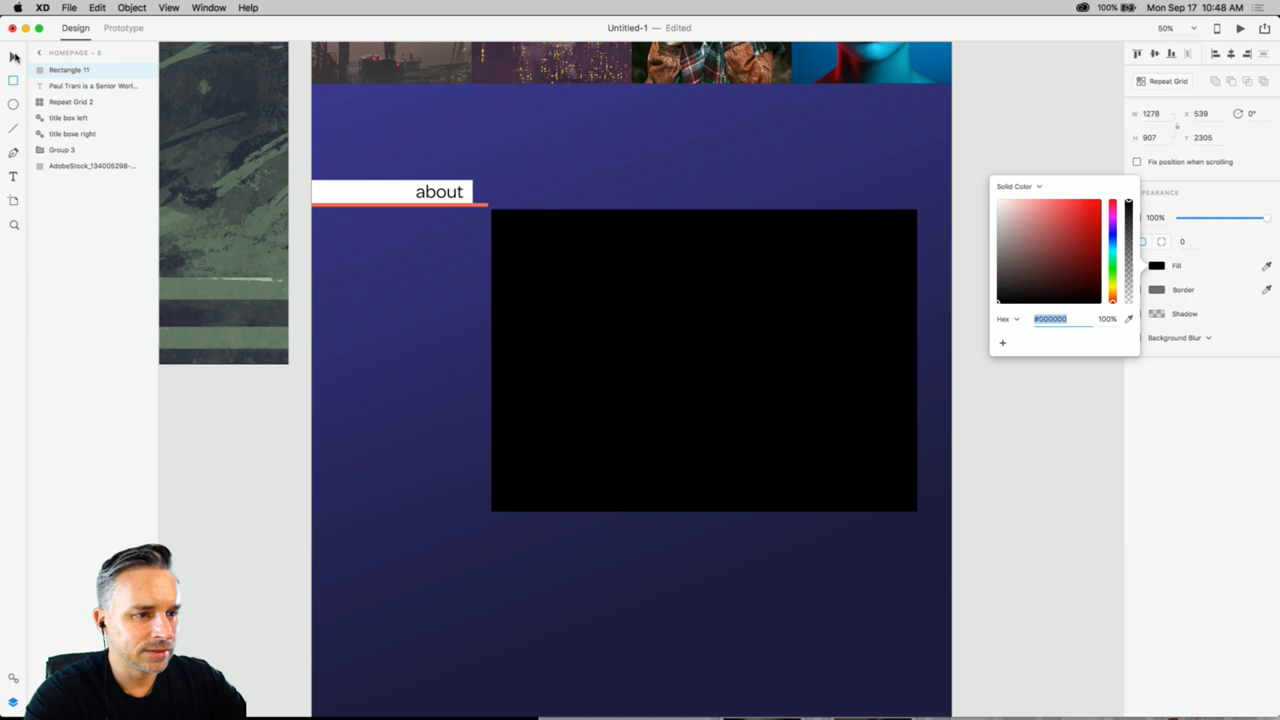 XD File Edit Object View Window Help 100% Mon Sep 17 10:48 AM
Design Prototype Untitled-1 — Edited 50%
HOMEPAGE – 5
Rectangle 11
Paul Trani is a Senior Worl...
Repeat Grid 2
title box left
title boxe right
Group 3
AdobeStock_134005298-...
about
Repeat Grid
W 1278 X 539 0°
H 907 Y 2305
Fix position when scrolling
Solid Color
PEARANCE
100%
0
Fill
Border
Hex #000000 100%
Shadow
Background Blur